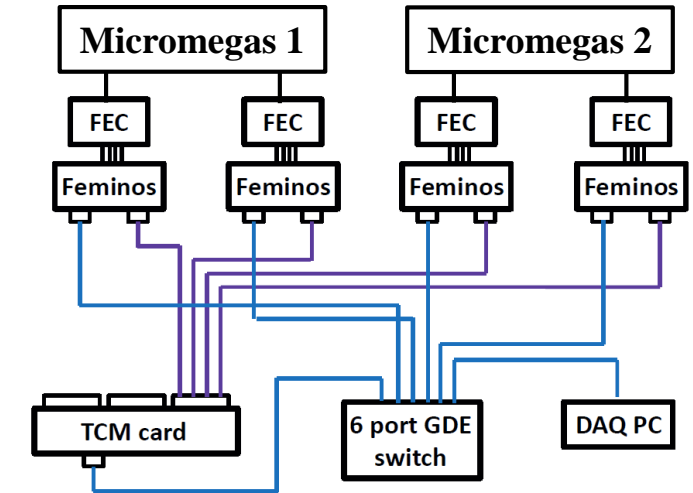 Micromegas 1
Micromegas 2
FEC
FEC
FEC
FEC
Feminos
Feminos
Feminos
Feminos
TCM card
6 port GDE
switch
DAQ PC